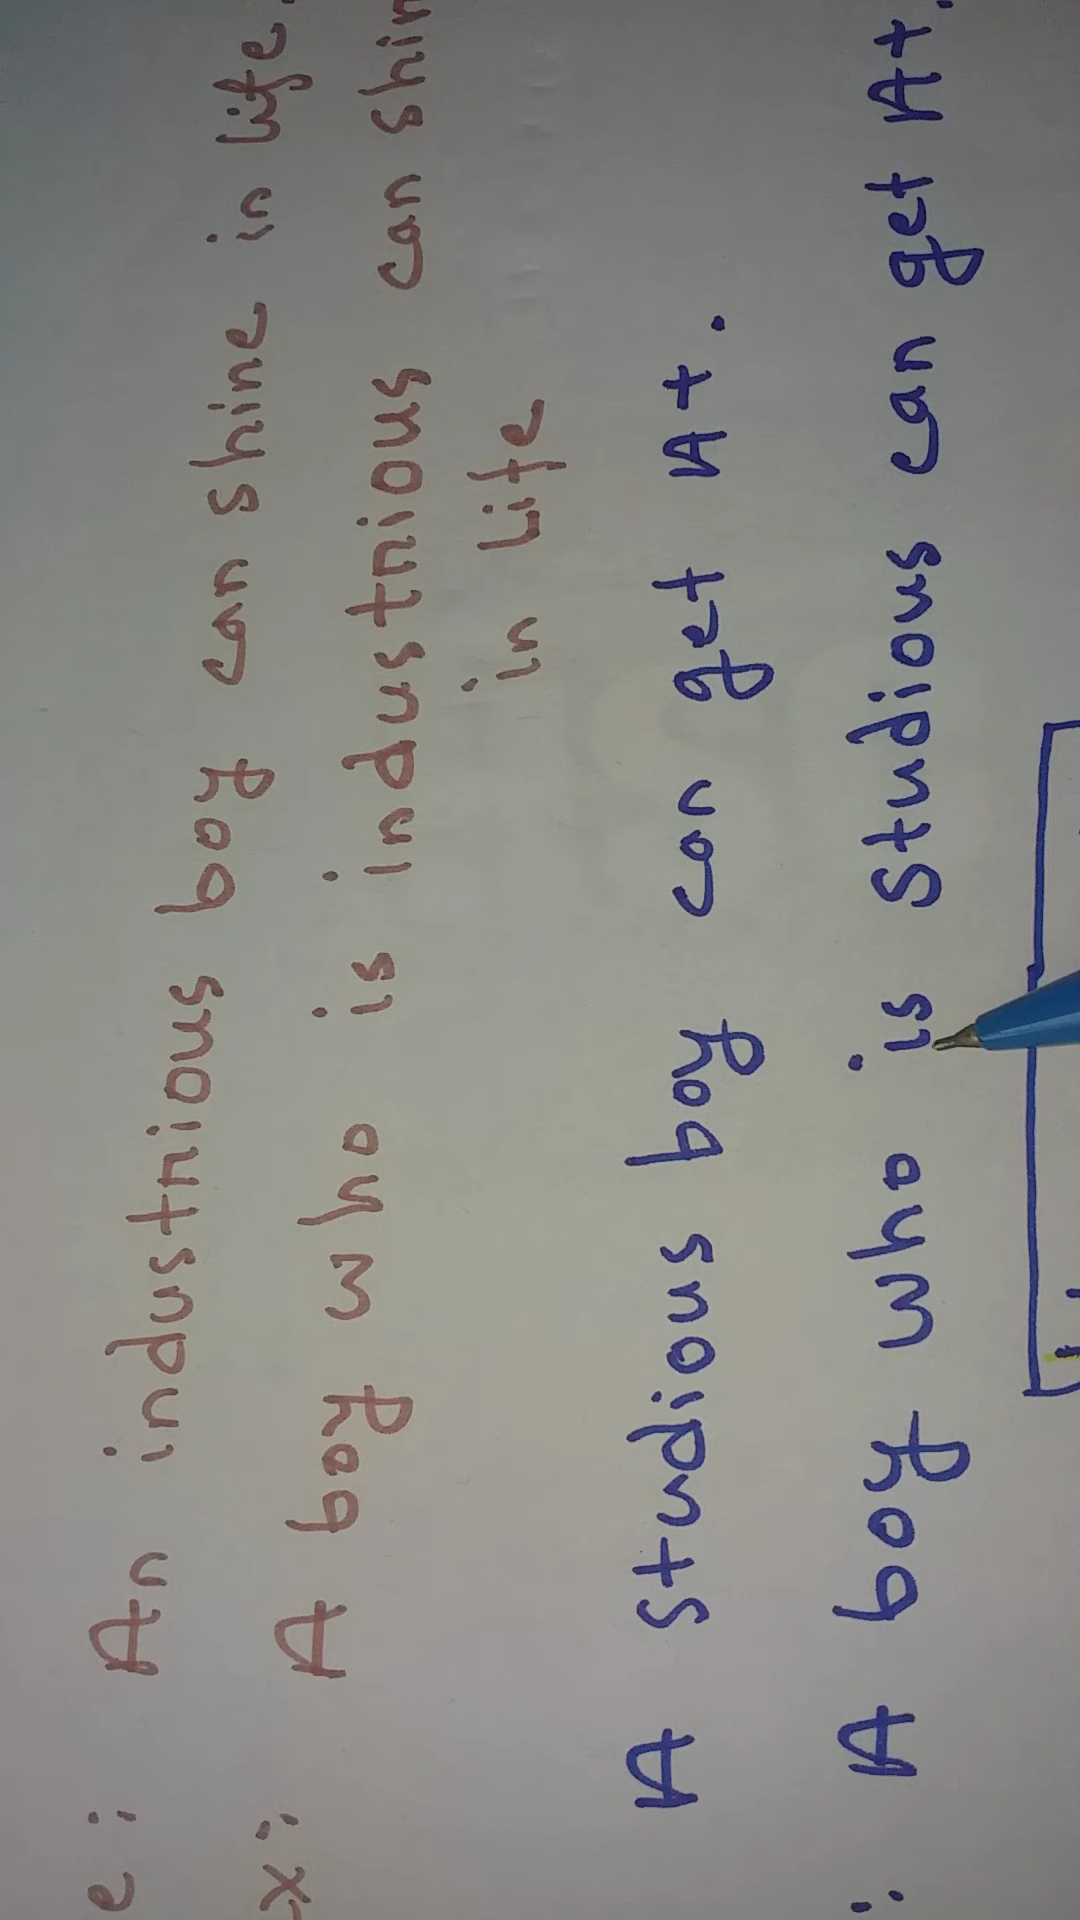 e: An industrious boy can shine in life.
x: A boy who is industrious can shin
in life
A studious boy can get A+.
: A boy who is studious can get A+.